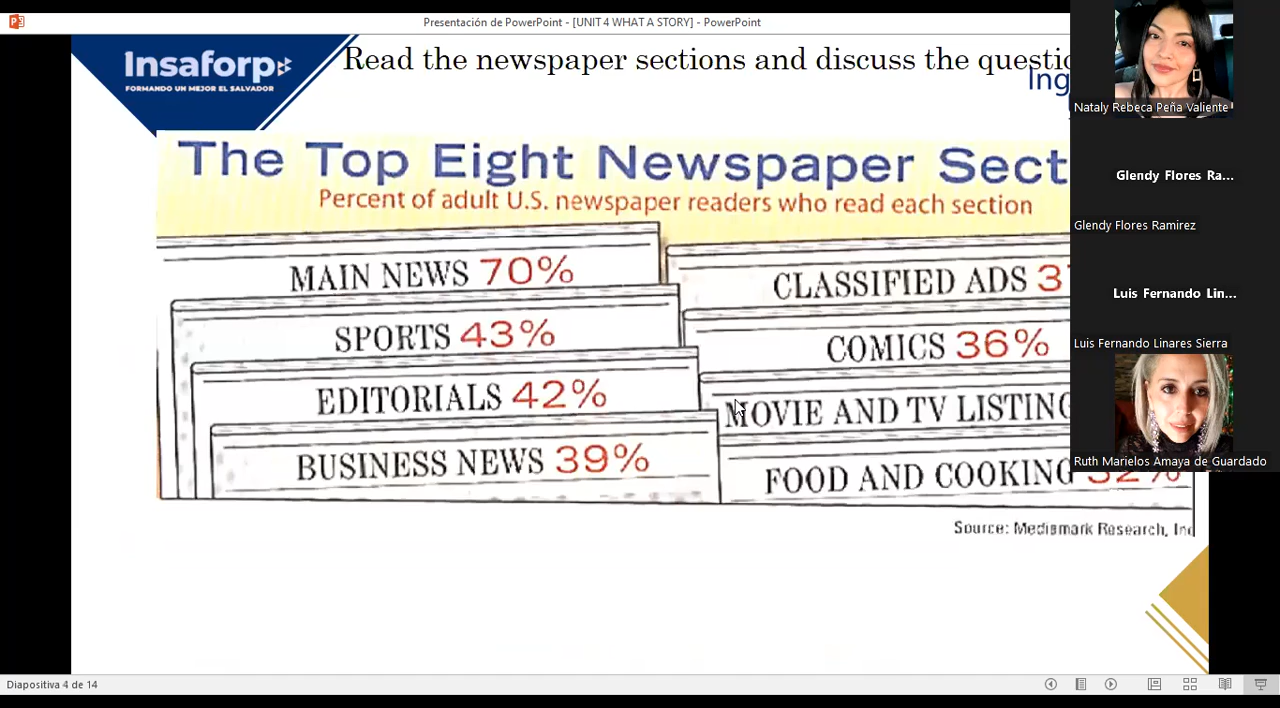 Presentación de PowerPoint - [UNIT 4 WHAT A STORY] - PowerPoint
Insaforp
FORMANDO UN MEJOR EL SALVADOR
Read the newspaper sections and discuss the questi
Ing
The Top Eight Newspaper Sect
Percent of adult U.S. newspaper readers who read each section
MAIN NEWS 70%
SPORTS 43%
EDITORIALS 42%
BUSINESS NEWS 39%
CLASSIFIED ADS 3
COMICS 36%
MOVIE AND TV LISTING
FOOD AND COOKING 32%
Source: Mediamark Research, Inc
Nataly Rebeca Peña Valiente
Glendy Flores Ra...
Glendy Flores Ramirez
Luis Fernando Lin...
Luis Fernando Linares Sierra
Ruth Marielos Amaya de Guardado
Diapositiva 4 de 14